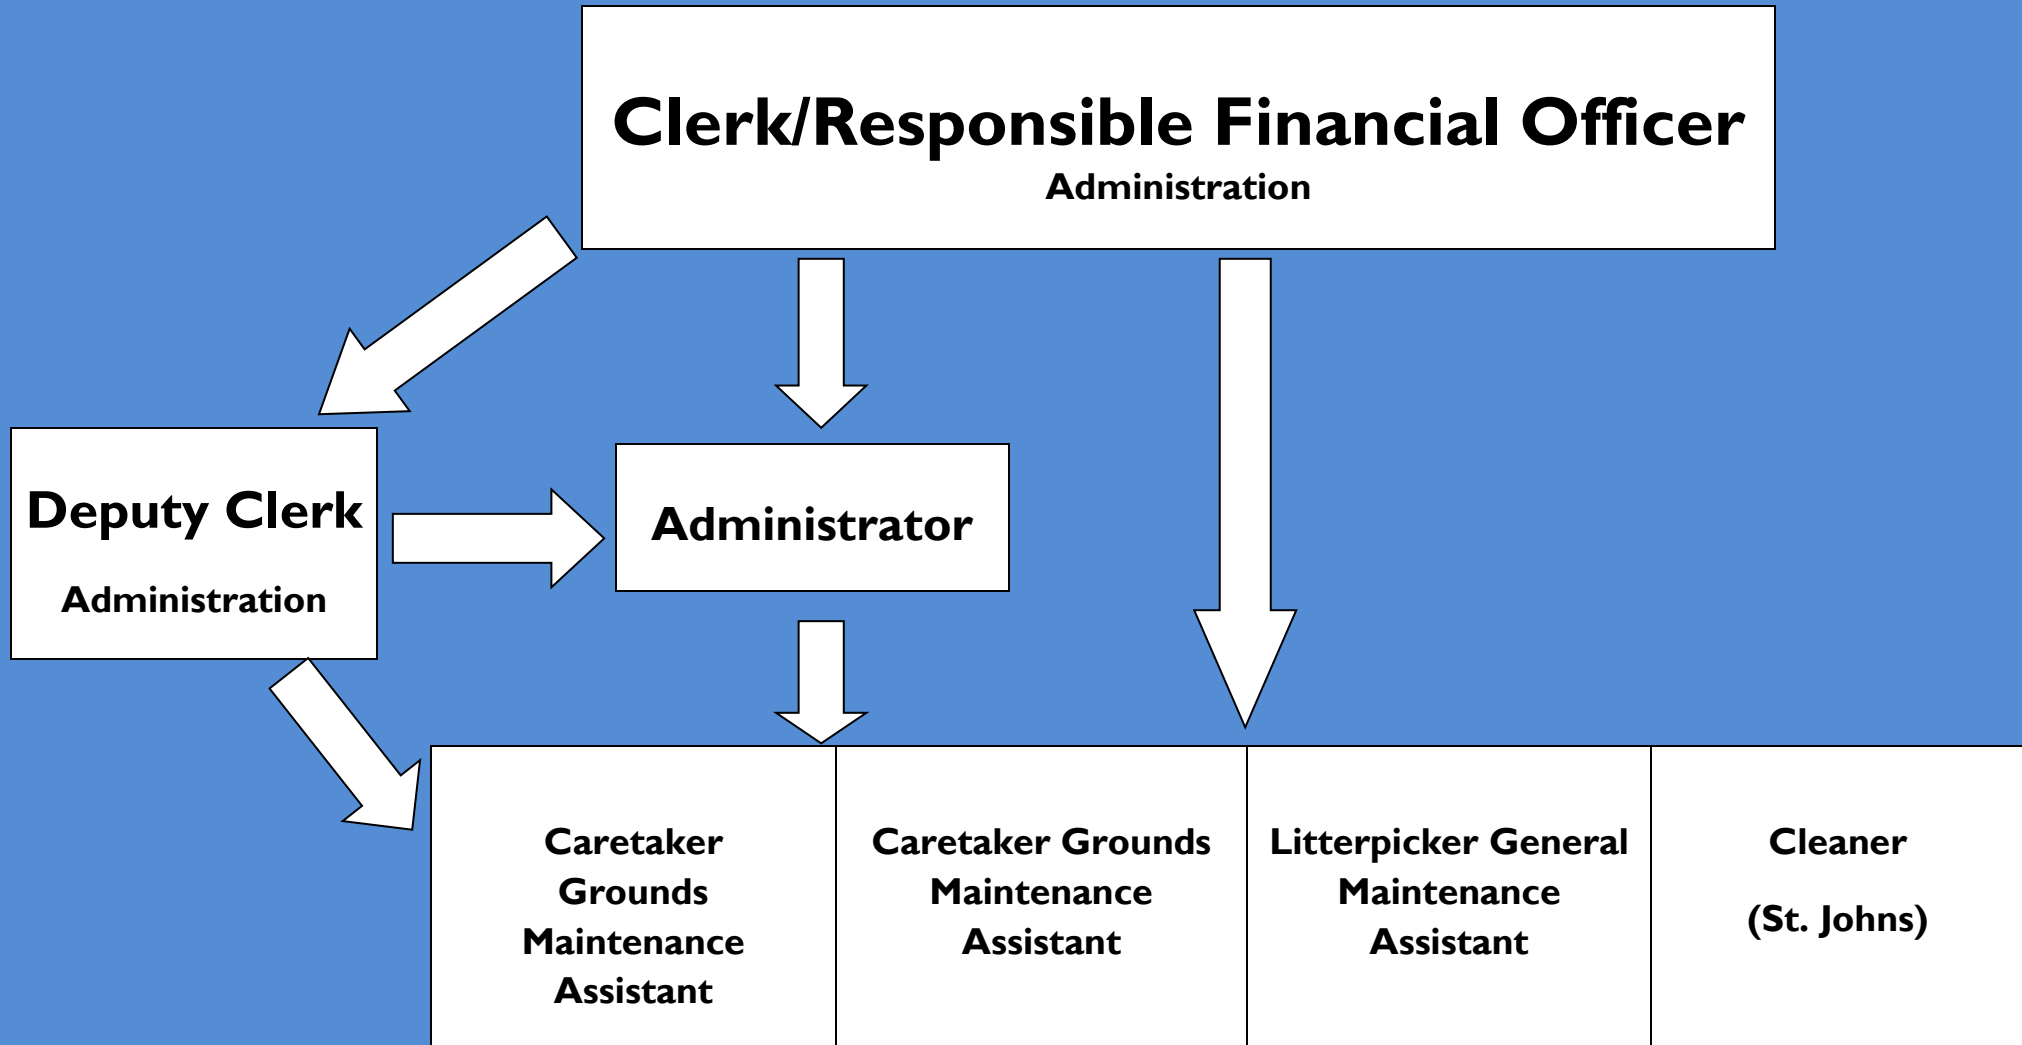 Clerk/Responsible Financial Officer
Administration
Deputy Clerk
Administration
Administrator
Caretaker
Grounds
Maintenance
Assistant
Caretaker Grounds
Maintenance
Assistant
Litterpicker General
Maintenance
Assistant
Cleaner
(St. Johns)